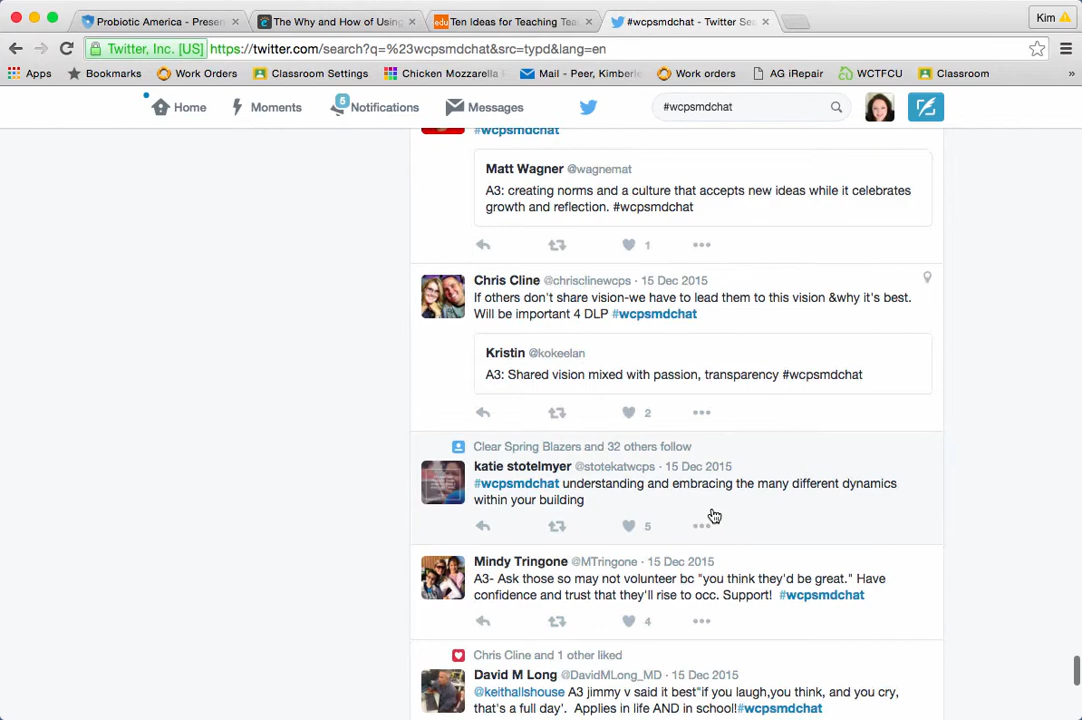 Probiotic America - Presen
The Why and How of Using
Ten Ideas for Teaching Tea
#wcpsmdchat - Twitter Sea
Kim
Twitter, Inc. [US] https://twitter.com/search?q=%23wcpsmdchat&src=typd&lang=en
Apps Bookmarks Work Orders Classroom Settings Chicken Mozzarella Mail - Peer, Kimberle Work orders AG iRepair WCTFCU Classroom »
Home Moments 5 Notifications Messages #wcpsmdchat
#wcpsmdchat
Matt Wagner @wagnemat
A3: creating norms and a culture that accepts new ideas while it celebrates
growth and reflection. #wcpsmdchat
1
Chris Cline @chrisclinewcps · 15 Dec 2015
If others don't share vision-we have to lead them to this vision &why it's best.
Will be important 4 DLP #wcpsmdchat
Kristin @kokeelan
A3: Shared vision mixed with passion, transparency #wcpsmdchat
2
Clear Spring Blazers and 32 others follow
katie stotelmyer @stotekatwcps · 15 Dec 2015
#wcpsmdchat understanding and embracing the many different dynamics
within your building
5
Mindy Tringone @MTringone · 15 Dec 2015
A3- Ask those so may not volunteer bc "you think they'd be great." Have
confidence and trust that they'll rise to occ. Support! #wcpsmdchat
4
Chris Cline and 1 other liked
David M Long @DavidMLong_MD · 15 Dec 2015
@keithallshouse A3 jimmy v said it best"if you laugh,you think, and you cry,
that's a full day'. Applies in life AND in school!#wcpsmdchat